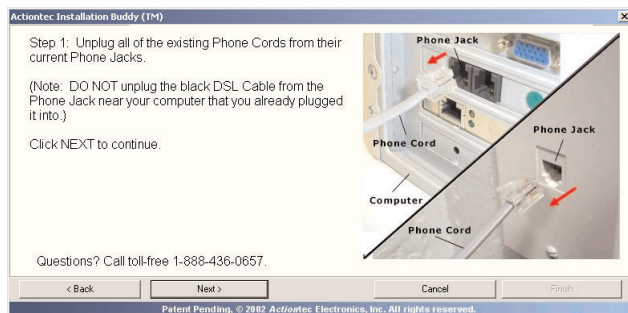 Actiontec Installation Buddy (TM)
Step 1: Unplug all of the existing Phone Cords from their
current Phone Jacks.
(Note: DO NOT unplug the black DSL Cable from the
Phone Jack near your computer that you already plugged
it into.)
Click NEXT to continue.
Questions? Call toll-free 1-888-436-0657.
Phone Jack
Phone Cord
Computer
Phone Jack
Phone Cord
< Back
Next >
Cancel
Finish
Patent Pending, © 2002 Actiontec Electronics, Inc. All rights reserved.